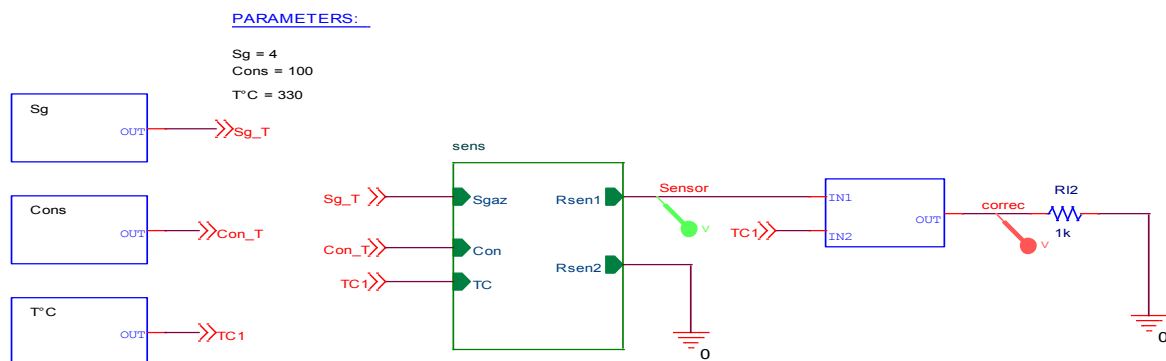 PARAMETERS:
Sg = 4
Cons = 100
T°C = 330
Sg
OUT
Sg_T
Cons
OUT
Con_T
T°C
OUT
TC1
sens
Sg_T
Sgaz
Rsen1
Con_T
Con
TC1
TC
Rsen2
0
Sensor
V
TC1
IN1
IN2
OUT
correc
V
Rl2
1k
0